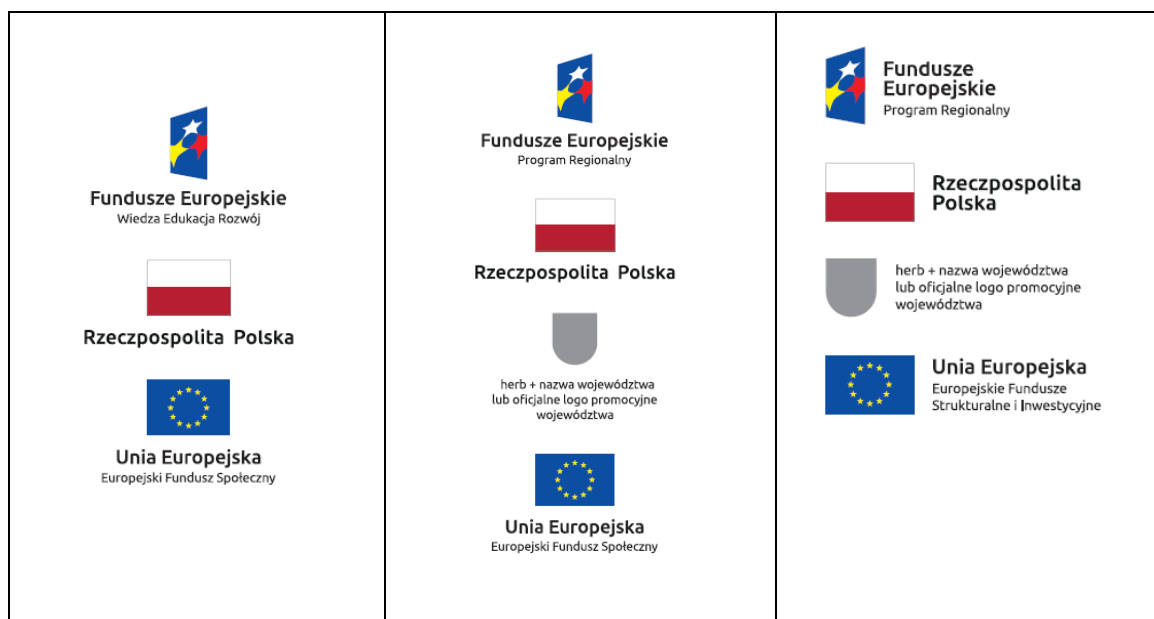 Fundusze Europejskie
Wiedza Edukacja Rozwój
Rzeczpospolita Polska
Unia Europejska
Europejski Fundusz Społeczny
Fundusze Europejskie
Program Regionalny
Rzeczpospolita Polska
herb + nazwa województwa
lub oficjalne logo promocyjne
województwa
Unia Europejska
Europejski Fundusz Społeczny
Fundusze
Europejskie
Program Regionalny
Rzeczpospolita
Polska
herb + nazwa województwa
lub oficjalne logo promocyjne
województwa
Unia Europejska
Europejskie Fundusze
Strukturalne i Inwestycyjne